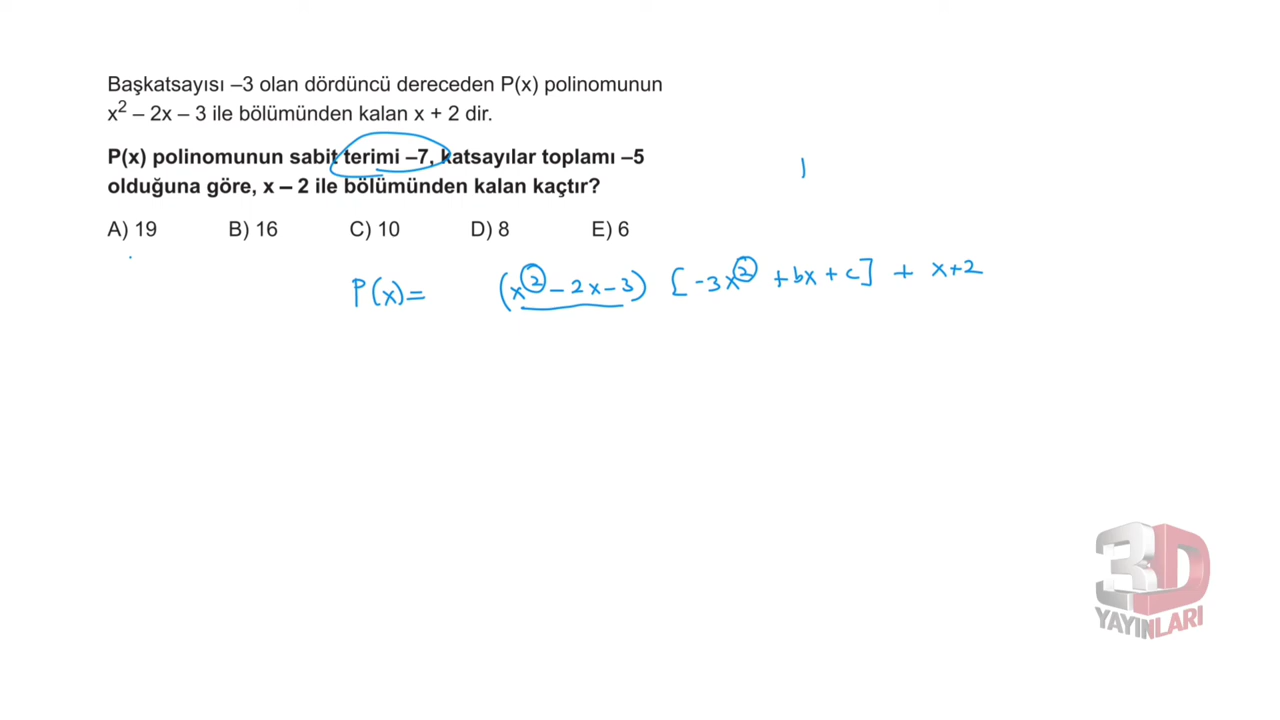 Başkatsayısı –3 olan dördüncü dereceden P(x) polinomunun
x² – 2x – 3 ile bölümünden kalan x + 2 dir.
P(x) polinomunun sabit terimi –7, katsayılar toplamı –5
olduğuna göre, x – 2 ile bölümünden kalan kaçtır?
A) 19 B) 16 C) 10 D) 8 E) 6
P(x) = (x² – 2x – 3) [-3x² + bx + c] + x+2
3D
YAYINLARI